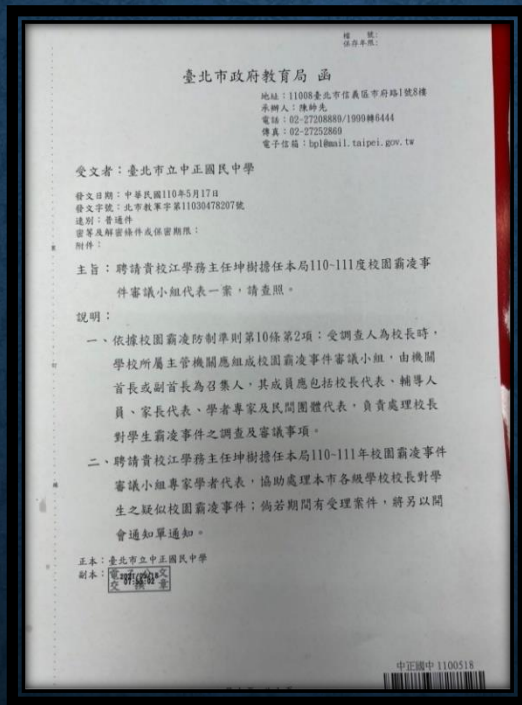 檔　號：
保存年限：
臺北市政府教育局　函
地址：11008臺北市信義區市府路1號8樓
承辦人：陳帥先
電話：02-27208889/1999轉6444
傳真：02-27252869
電子信箱：bpl@mail.taipei.gov.tw
受文者：臺北市立中正國民中學
發文日期：中華民國110年5月17日
發文字號：北市教軍字第11030478207號
速別：普通件
密等及解密條件或保密期限：
附件：
主旨：聘請貴校江學務主任坤樹擔任本局110~111度校園霸凌事
件審議小組代表一案，請查照。
說明：
一、依據校園霸凌防制準則第10條第2項：受調查人為校長時，
學校所屬主管機關應組成校園霸凌事件審議小組，由機關
首長或副首長為召集人，其成員應包括校長代表、輔導人
員、家長代表、學者專家及民間團體代表，負責處理校長
對學生霸凌事件之調查及審議事項。
二、聘請貴校江學務主任坤樹擔任本局110~111年校園霸凌事件
審議小組專家學者代表，協助處理本市各級學校校長對學
生之疑似校園霸凌事件；倘若期間有受理案件，將另以開
會通知單通知。
正本：臺北市立中正國民中學
副本：
電子公文
交換章
中正國中 1100518